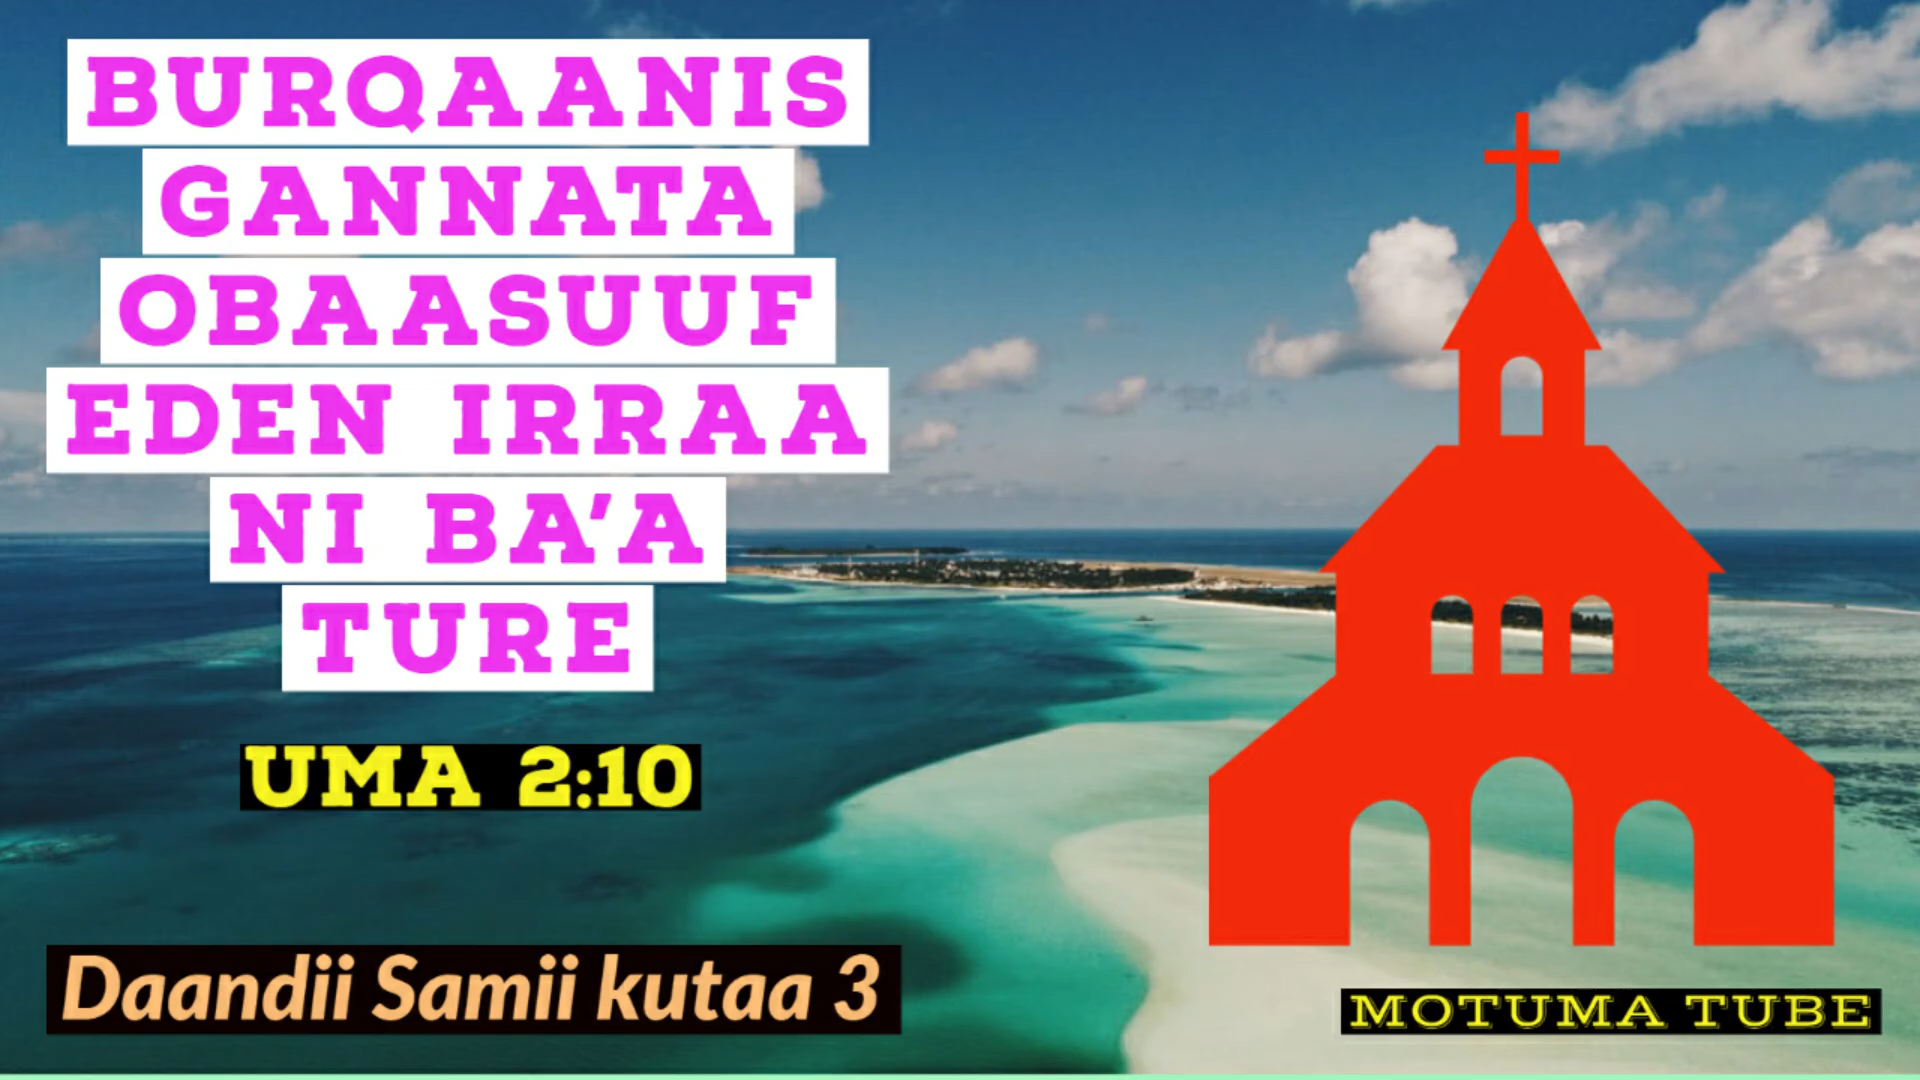 BURQAANIS
GANNATA
OBAASUUF
EDEN IRRAA
NI BA'A
TURE
UMA 2:10
Daandii Samii kutaa 3
MOTUMA TUBE